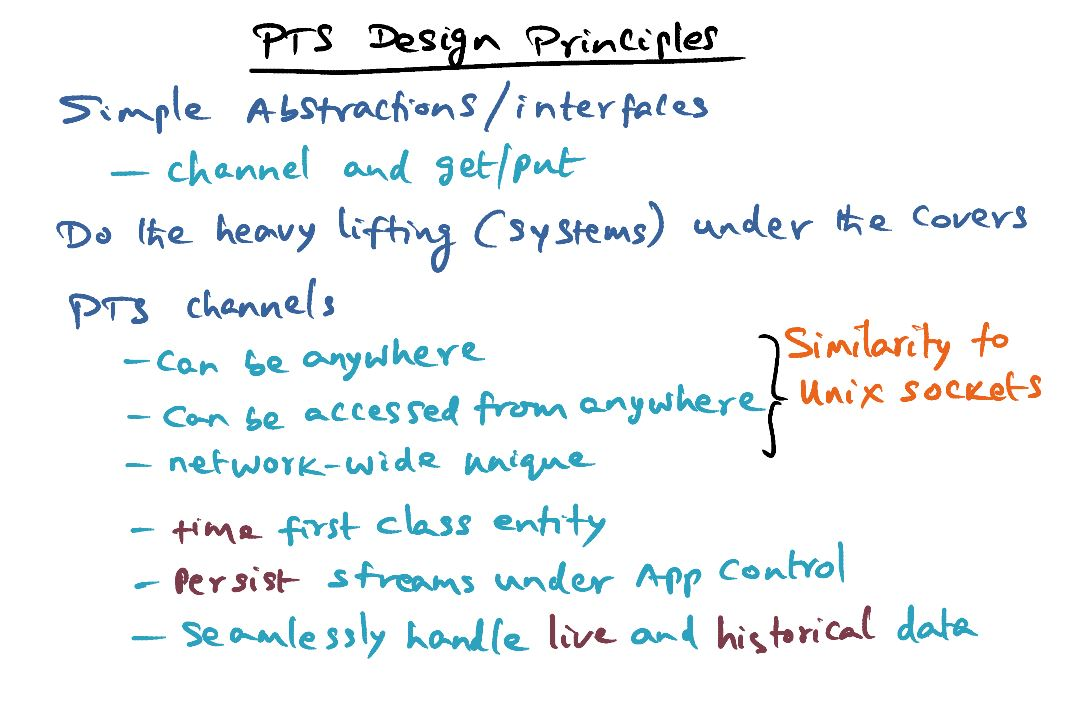 PTS Design Principles
Simple Abstractions/interfaces
– channel and get/put
Do the heavy lifting (systems) under the covers
PTS channels
– Can be anywhere
– Can be accessed from anywhere
– network-wide unique
Similarity to
Unix sockets
– time first class entity
– Persist streams under App Control
– Seamlessly handle live and historical data